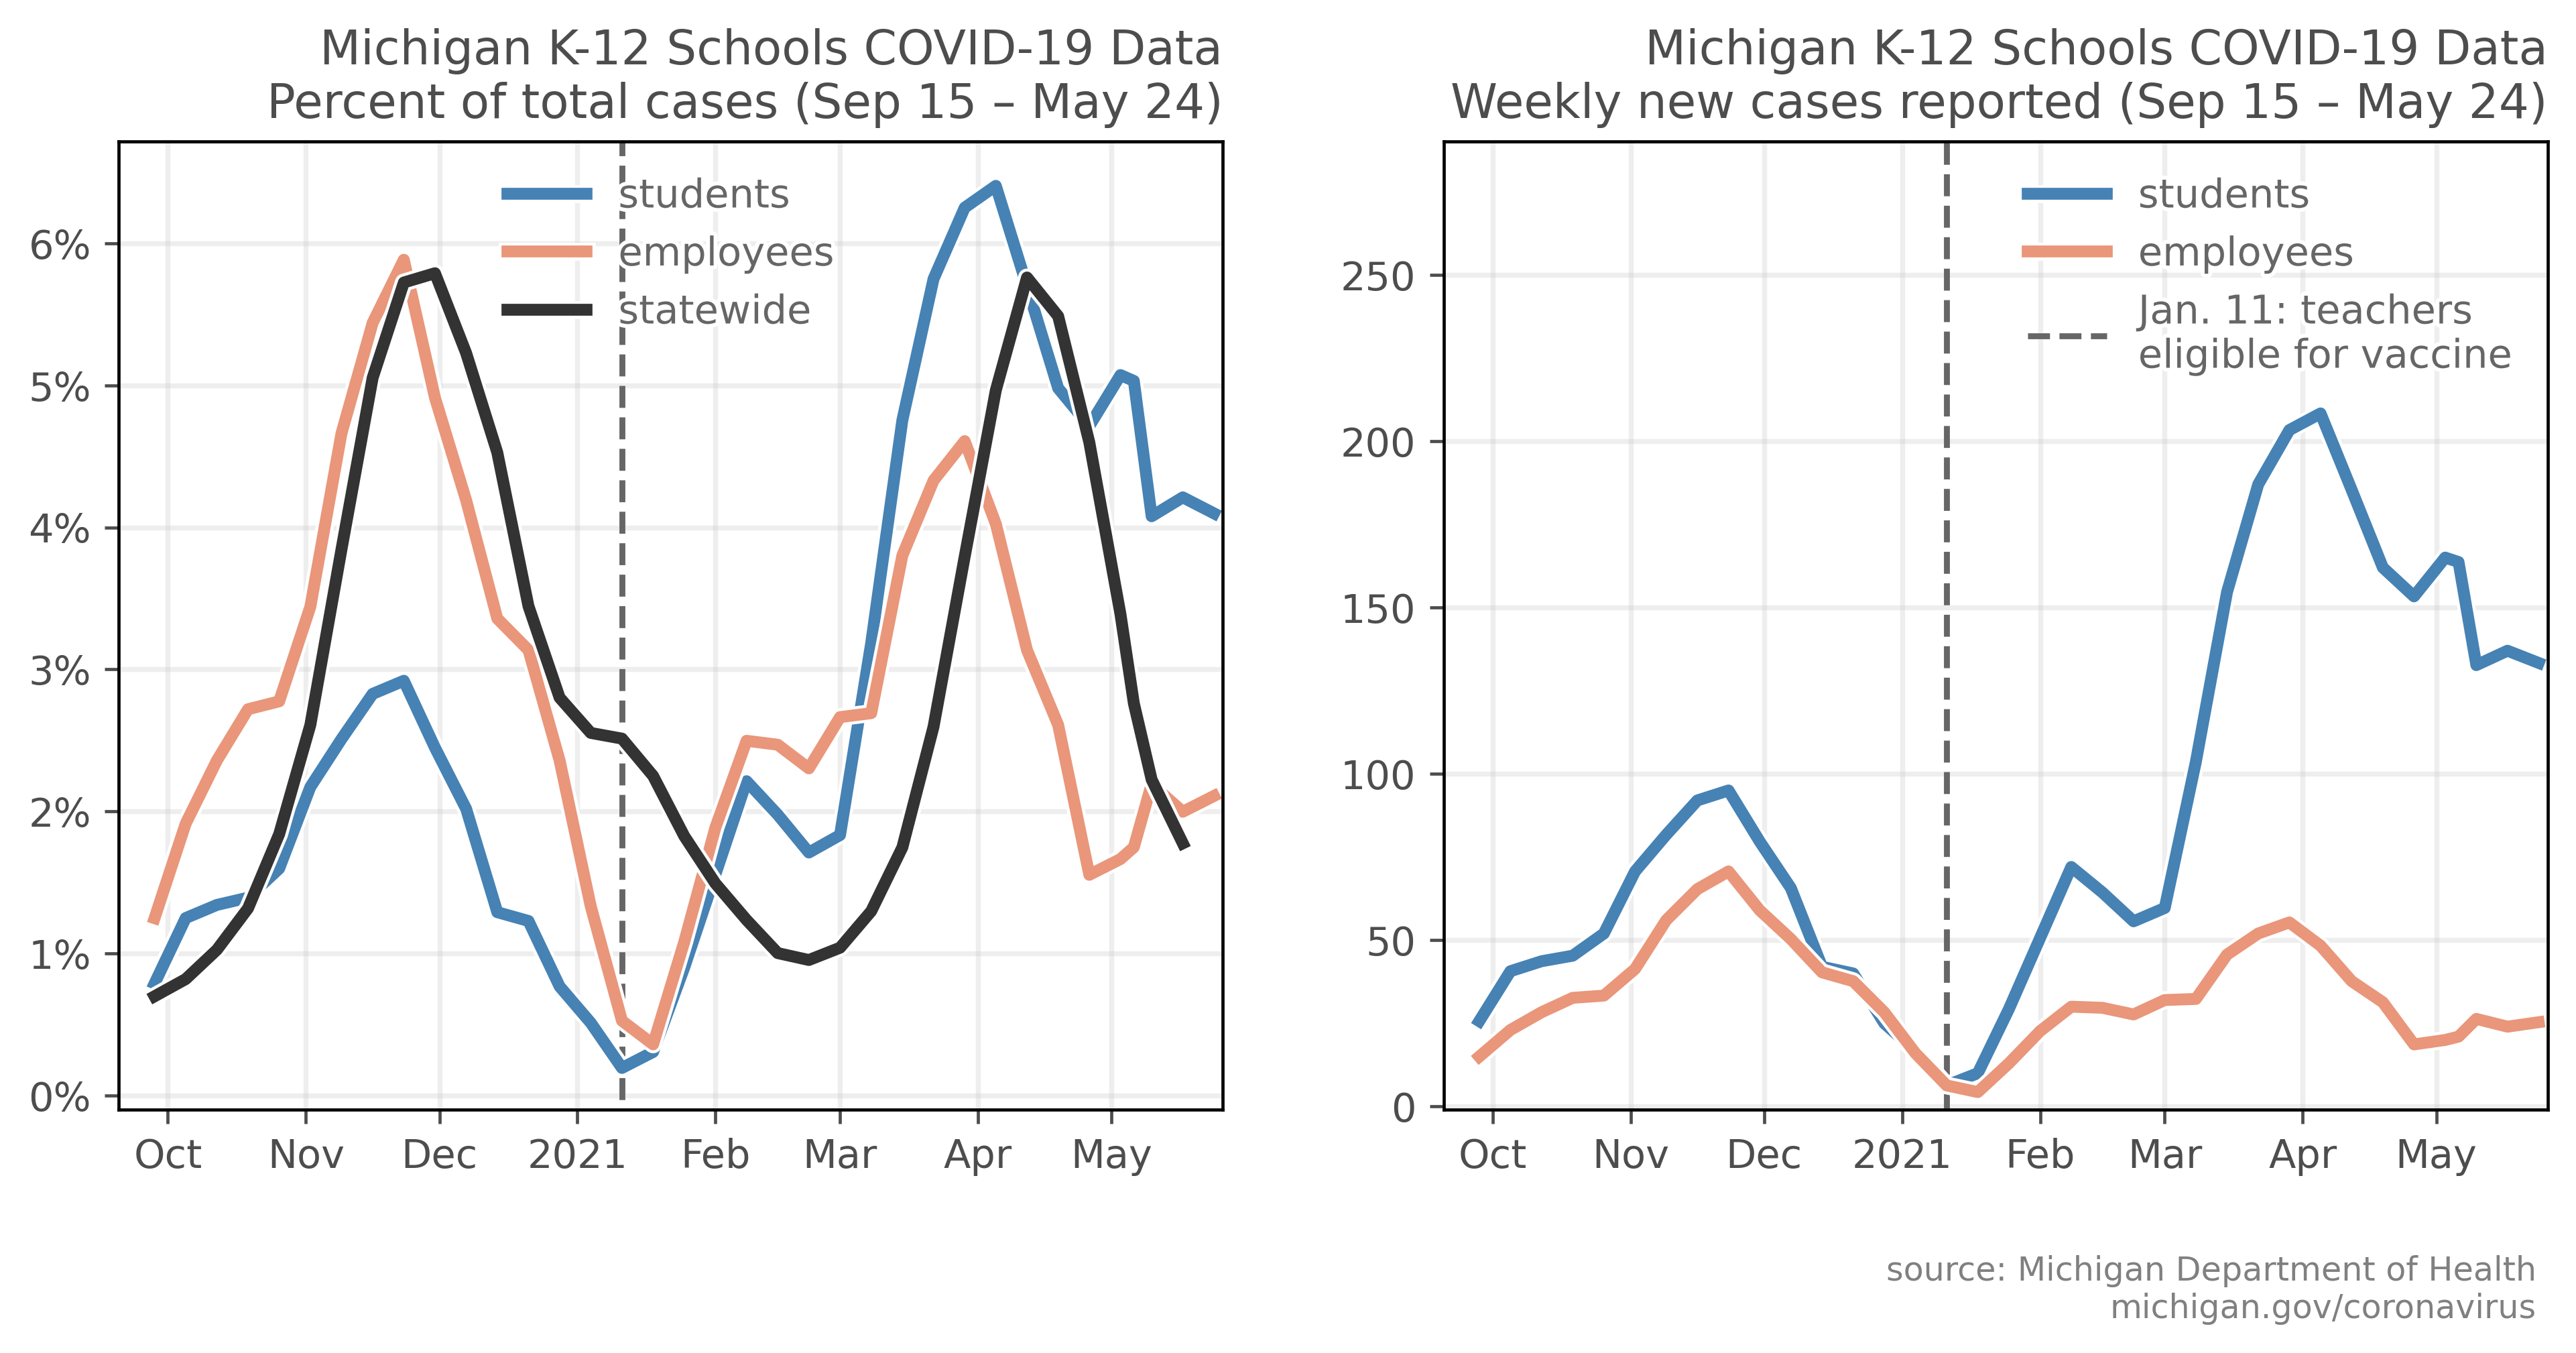 Michigan K-12 Schools COVID-19 Data
Percent of total cases (Sep 15 – May 24)
students
employees
statewide
6%
5%
4%
3%
2%
1%
0%
Oct Nov Dec 2021 Feb Mar Apr May
Michigan K-12 Schools COVID-19 Data
Weekly new cases reported (Sep 15 – May 24)
students
employees
Jan. 11: teachers
eligible for vaccine
250
200
150
100
50
0
Oct Nov Dec 2021 Feb Mar Apr May
source: Michigan Department of Health
michigan.gov/coronavirus